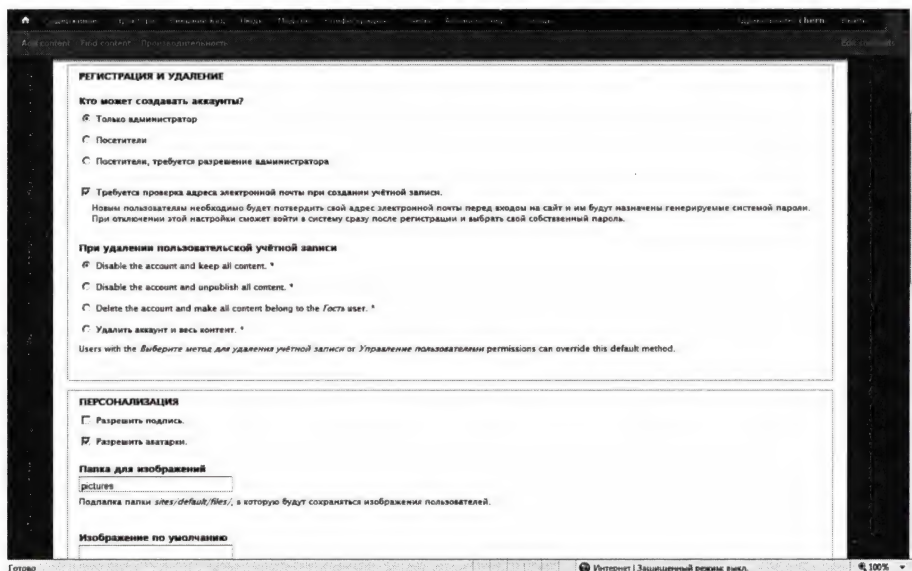 Add content Find content Производительность
Edit shortcuts
РЕГИСТРАЦИЯ И УДАЛЕНИЕ
Кто может создавать аккаунты?
Только администратор
Посетители
Посетители, требуется разрешение администратора
Требуется проверка адреса электронной почты при создании учётной записи.
Новым пользователям необходимо будет потвердить свой адрес электронной почты перед входом на сайт и им будут назначены генерируемые системой пароли.
При отключении этой настройки сможет войти в систему сразу после регистрации и выбрать свой собственный пароль.
При удалении пользовательской учётной записи
Disable the account and keep all content. *
Disable the account and unpublish all content. *
Delete the account and make all content belong to the Гость user. *
Удалить аккаунт и весь контент. *
Users with the Выберите метод для удаления учётной записи or Управление пользователями permissions can override this default method.
ПЕРСОНАЛИЗАЦИЯ
Разрешить подпись.
Разрешить аватарки.
Папка для изображений
pictures
Подпапка папки sites/default/files/, в которую будут сохраняться изображения пользователей.
Изображение по умолчанию
Готово
Интернет | Защищенный режим: выкл.
100%